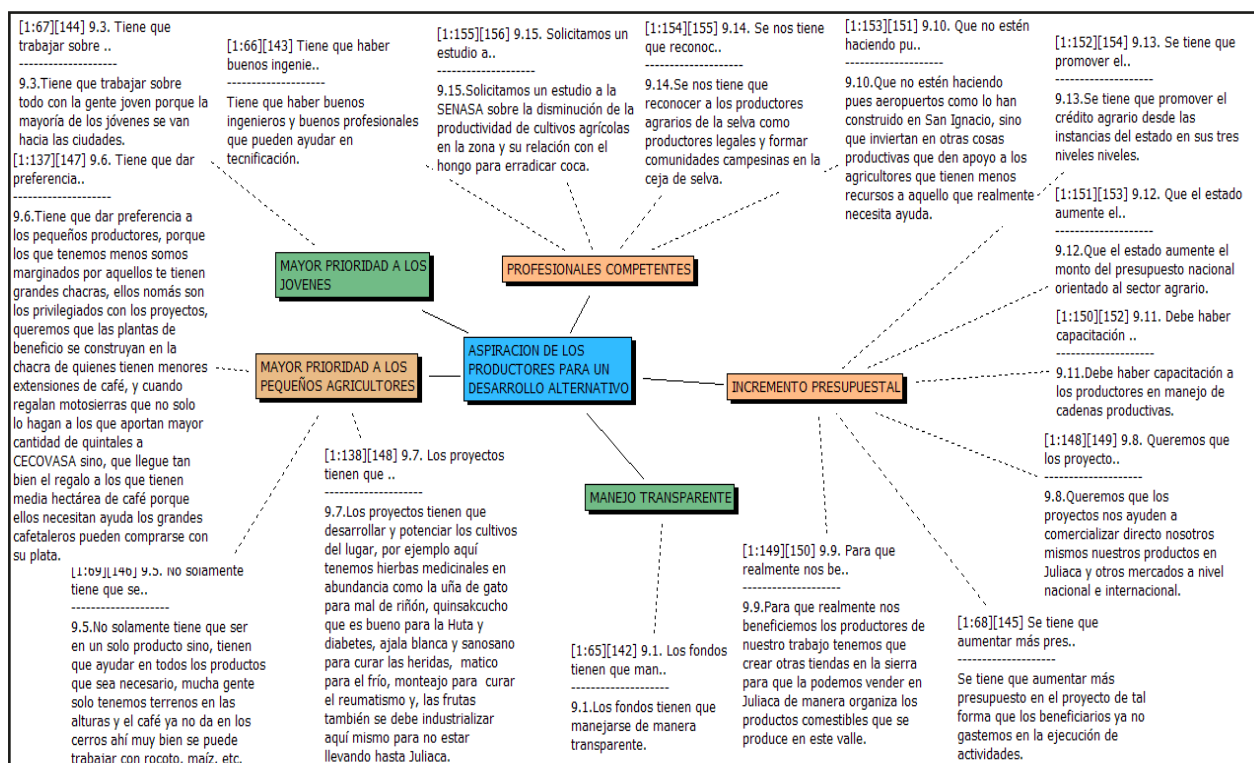 [1:67][144] 9.3. Tiene que
trabajar sobre ..
--------------------
9.3.Tiene que trabajar sobre
todo con la gente joven porque la
mayoría de los jóvenes se van
hacia las ciudades.
[1:137][147] 9.6. Tiene que dar
preferencia..
--------------------
9.6.Tiene que dar preferencia a
los pequeños productores, porque
los que tenemos menos somos
marginados por aquellos te tienen
grandes chacras, ellos nomás son
los privilegiados con los proyectos,
queremos que las plantas de
beneficio se construyan en la
chacra de quienes tienen menores
extensiones de café, y cuando
regalan motosierras que no solo
lo hagan a los que aportan mayor
cantidad de quintales a
CECOVASA sino, que llegue tan
bien el regalo a los que tienen
media hectárea de café porque
ellos necesitan ayuda los grandes
cafetaleros pueden comprarse con
su plata.
[1:69][146] 9.5. No solamente
tiene que se..
--------------------
9.5.No solamente tiene que ser
en un solo producto sino, tienen
que ayudar en todos los productos
que sea necesario, mucha gente
solo tenemos terrenos en las
alturas y el café ya no da en los
cerros ahí muy bien se puede
trabajar con rocoto, maíz, etc.
[1:66][143] Tiene que haber
buenos ingenie..
--------------------
Tiene que haber buenos
ingenieros y buenos profesionales
que pueden ayudar en
tecnificación.
[1:155][156] 9.15. Solicitamos un
estudio a..
--------------------
9.15.Solicitamos un estudio a la
SENASA sobre la disminución de la
productividad de cultivos agrícolas
en la zona y su relación con el
hongo para erradicar coca.
[1:154][155] 9.14. Se nos tiene
que reconoc..
--------------------
9.14.Se nos tiene que
reconocer a los productores
agrarios de la selva como
productores legales y formar
comunidades campesinas en la
ceja de selva.
[1:153][151] 9.10. Que no estén
haciendo pu..
--------------------
9.10.Que no estén haciendo
pues aeropuertos como lo han
construido en San Ignacio, sino
que inviertan en otras cosas
productivas que den apoyo a los
agricultores que tienen menos
recursos a aquello que realmente
necesita ayuda.
[1:152][154] 9.13. Se tiene que
promover el..
--------------------
9.13.Se tiene que promover el
crédito agrario desde las
instancias del estado en sus tres
niveles niveles.
[1:151][153] 9.12. Que el estado
aumente el..
--------------------
9.12.Que el estado aumente el
monto del presupuesto nacional
orientado al sector agrario.
[1:150][152] 9.11. Debe haber
capacitación ..
--------------------
9.11.Debe haber capacitación a
los productores en manejo de
cadenas productivas.
[1:148][149] 9.8. Queremos que
los proyecto..
--------------------
9.8.Queremos que los
proyectos nos ayuden a
comercializar directo nosotros
mismos nuestros productos en
Juliaca y otros mercados a nivel
nacional e internacional.
[1:68][145] Se tiene que
aumentar más pres..
--------------------
Se tiene que aumentar más
presupuesto en el proyecto de tal
forma que los beneficiarios ya no
gastemos en la ejecución de
actividades.
MAYOR PRIORIDAD A LOS
JOVENES
PROFESIONALES COMPETENTES
MAYOR PRIORIDAD A LOS
PEQUEÑOS AGRICULTORES
ASPIRACION DE LOS
PRODUCTORES PARA UN
DESARROLLO ALTERNATIVO
INCREMENTO PRESUPUESTAL
MANEJO TRANSPARENTE
[1:138][148] 9.7. Los proyectos
tienen que ..
--------------------
9.7.Los proyectos tienen que
desarrollar y potenciar los cultivos
del lugar, por ejemplo aquí
tenemos hierbas medicinales en
abundancia como la uña de gato
para mal de riñón, quinsakcucho
que es bueno para la Huta y
diabetes, ajala blanca y sanosano
para curar las heridas, matico
para el frío, monteajo para curar
el reumatismo y, las frutas
también se debe industrializar
aquí mismo para no estar
llevando hasta Juliaca.
[1:65][142] 9.1. Los fondos
tienen que man..
--------------------
9.1.Los fondos tienen que
manejarse de manera
transparente.
[1:149][150] 9.9. Para que
realmente nos be..
--------------------
9.9.Para que realmente nos
beneficiemos los productores de
nuestro trabajo tenemos que
crear otras tiendas en la sierra
para que la podemos vender en
Juliaca de manera organiza los
productos comestibles que se
produce en este valle.